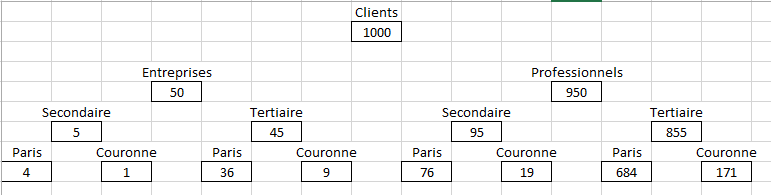 Clients
1000
Entreprises Professionnels
50 950
Secondaire Tertiaire Secondaire Tertiaire
5 45 95 855
Paris Couronne Paris Couronne Paris Couronne Paris Couronne
4 1 36 9 76 19 684 171